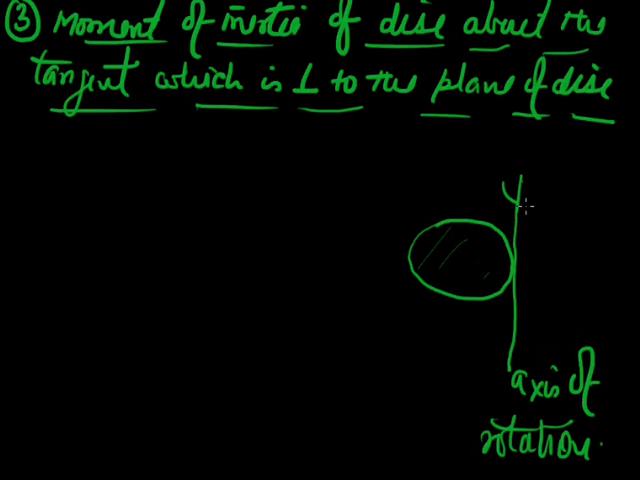 ③ Moment of inertia of disc about the
tangent which is ⊥ to the plane of disc
axis of
rotation.